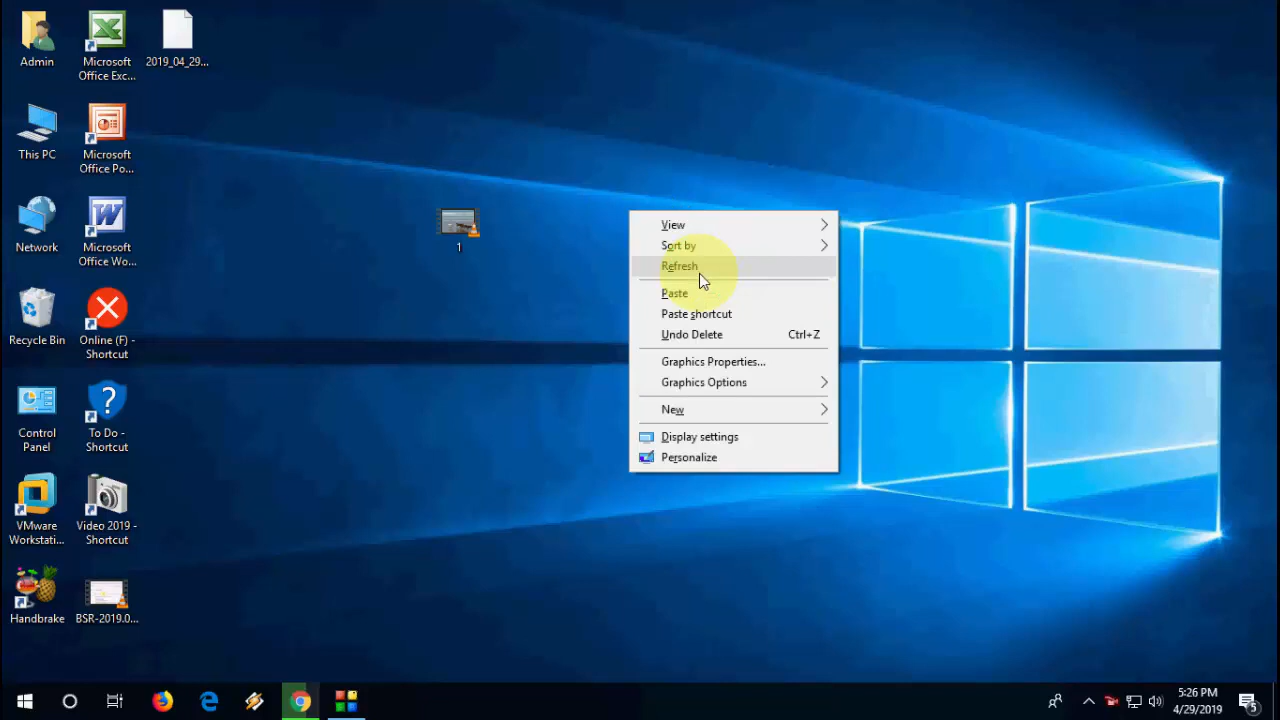 Admin
Microsoft
Office Exc...
2019_04_29...
This PC
Microsoft
Office Po...
Network
Microsoft
Office Wo...
Recycle Bin
Online (F) -
Shortcut
Control
Panel
To Do -
Shortcut
VMware
Workstati...
Video 2019 -
Shortcut
Handbrake
BSR-2019.0...
1
View
Sort by
Refresh
Paste
Paste shortcut
Undo Delete Ctrl+Z
Graphics Properties...
Graphics Options
New
Display settings
Personalize
5:26 PM
4/29/2019
5